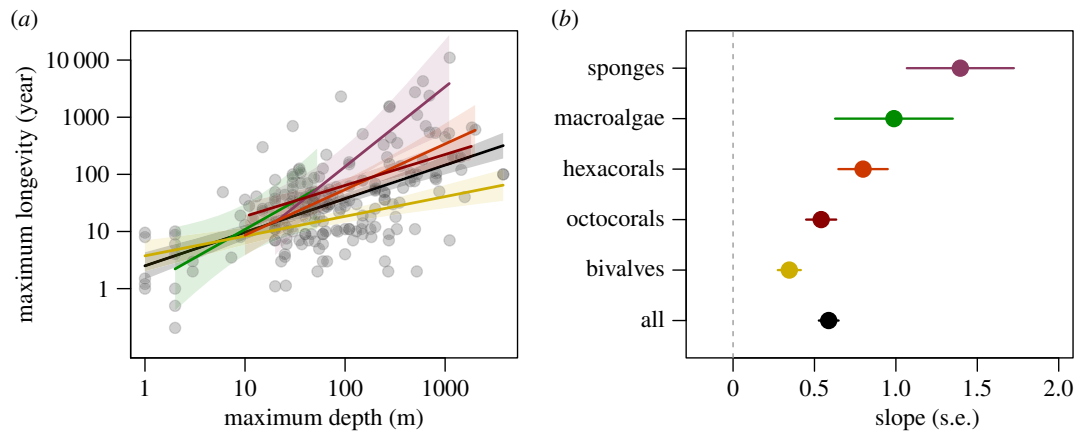 (a)
maximum longevity (year)
10 000
1000
100
10
1
1 10 100 1000
maximum depth (m)
(b)
sponges
macroalgae
hexacorals
octocorals
bivalves
all
0 0.5 1.0 1.5 2.0
slope (s.e.)